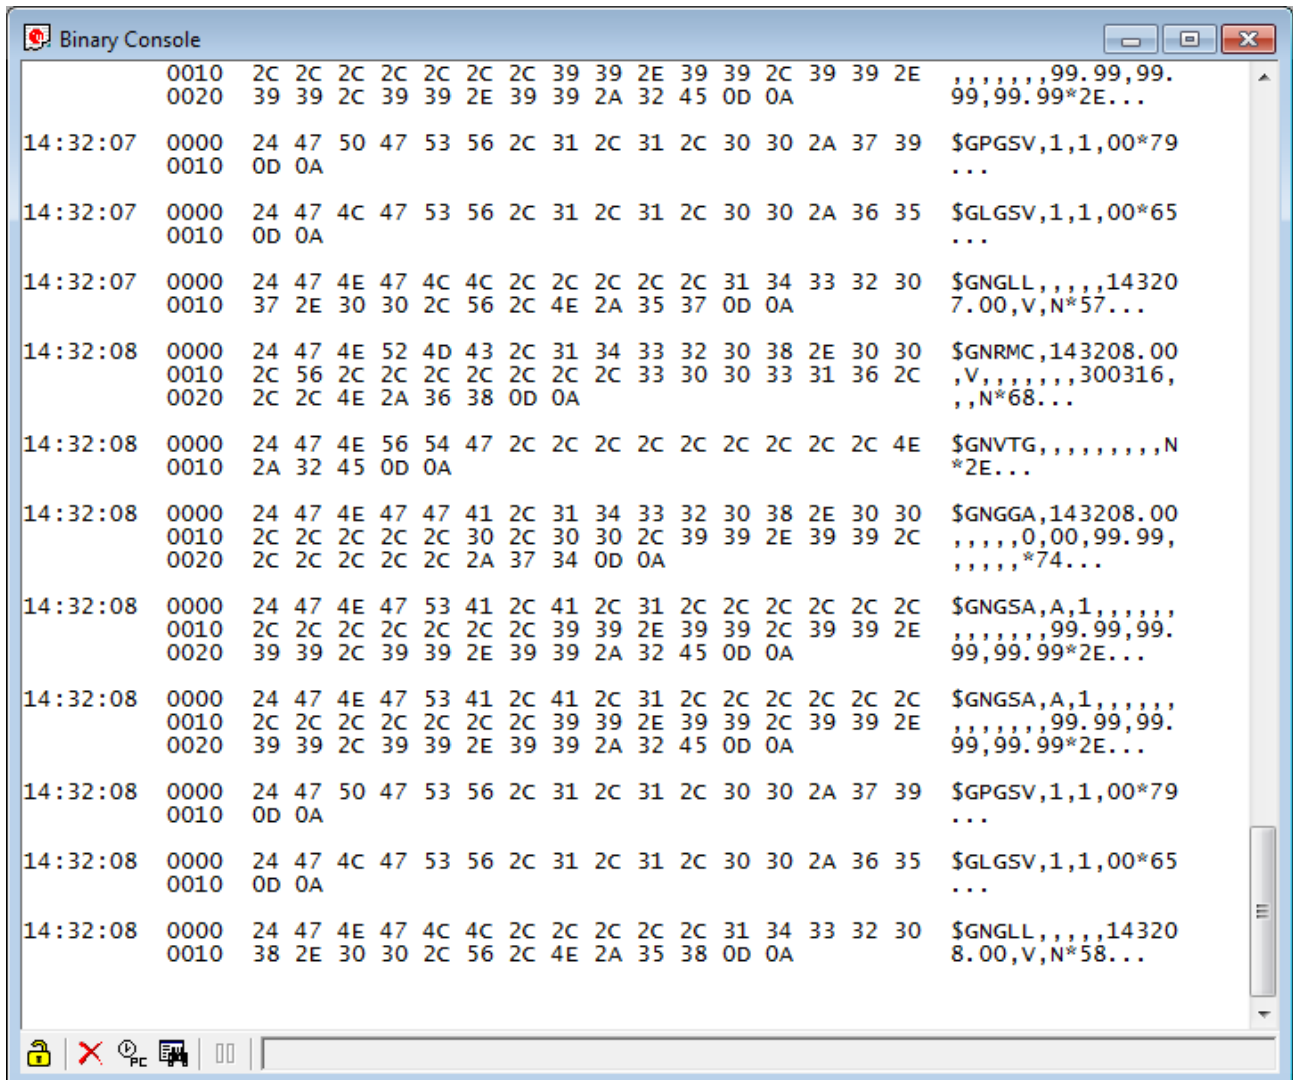 Binary Console
0010 2C 2C 2C 2C 2C 2C 2C 39 39 2E 39 39 2C 39 39 2E ,,,,,,,99.99,99.
0020 39 39 2C 39 39 2E 39 39 2A 32 45 0D 0A 99,99.99*2E...
14:32:07 0000 24 47 50 47 53 56 2C 31 2C 31 2C 30 30 2A 37 39 $GPGSV,1,1,00*79
0010 0D 0A ...
14:32:07 0000 24 47 4C 47 53 56 2C 31 2C 31 2C 30 30 2A 36 35 $GLGSV,1,1,00*65
0010 0D 0A ...
14:32:07 0000 24 47 4E 47 4C 4C 2C 2C 2C 2C 2C 31 34 33 32 30 $GNGLL,,,,,14320
0010 37 2E 30 30 2C 56 2C 4E 2A 35 37 0D 0A 7.00,V,N*57...
14:32:08 0000 24 47 4E 52 4D 43 2C 31 34 33 32 30 38 2E 30 30 $GNRMC,143208.00
0010 2C 56 2C 2C 2C 2C 2C 2C 2C 33 30 30 33 31 36 2C ,V,,,,,,,300316,
0020 2C 2C 4E 2A 36 38 0D 0A ,,N*68...
14:32:08 0000 24 47 4E 56 54 47 2C 2C 2C 2C 2C 2C 2C 2C 2C 4E $GNVTG,,,,,,,,,N
0010 2A 32 45 0D 0A *2E...
14:32:08 0000 24 47 4E 47 47 41 2C 31 34 33 32 30 38 2E 30 30 $GNGGA,143208.00
0010 2C 2C 2C 2C 2C 30 2C 30 30 2C 39 39 2E 39 39 2C ,,,,,0,00,99.99,
0020 2C 2C 2C 2C 2C 2A 37 34 0D 0A ,,,,,*74...
14:32:08 0000 24 47 4E 47 53 41 2C 41 2C 31 2C 2C 2C 2C 2C 2C $GNGSA,A,1,,,,,,
0010 2C 2C 2C 2C 2C 2C 2C 39 39 2E 39 39 2C 39 39 2E ,,,,,,,99.99,99.
0020 39 39 2C 39 39 2E 39 39 2A 32 45 0D 0A 99,99.99*2E...
14:32:08 0000 24 47 4E 47 53 41 2C 41 2C 31 2C 2C 2C 2C 2C 2C $GNGSA,A,1,,,,,,
0010 2C 2C 2C 2C 2C 2C 2C 39 39 2E 39 39 2C 39 39 2E ,,,,,,,99.99,99.
0020 39 39 2C 39 39 2E 39 39 2A 32 45 0D 0A 99,99.99*2E...
14:32:08 0000 24 47 50 47 53 56 2C 31 2C 31 2C 30 30 2A 37 39 $GPGSV,1,1,00*79
0010 0D 0A ...
14:32:08 0000 24 47 4C 47 53 56 2C 31 2C 31 2C 30 30 2A 36 35 $GLGSV,1,1,00*65
0010 0D 0A ...
14:32:08 0000 24 47 4E 47 4C 4C 2C 2C 2C 2C 2C 31 34 33 32 30 $GNGLL,,,,,14320
0010 38 2E 30 30 2C 56 2C 4E 2A 35 38 0D 0A 8.00,V,N*58...
PC